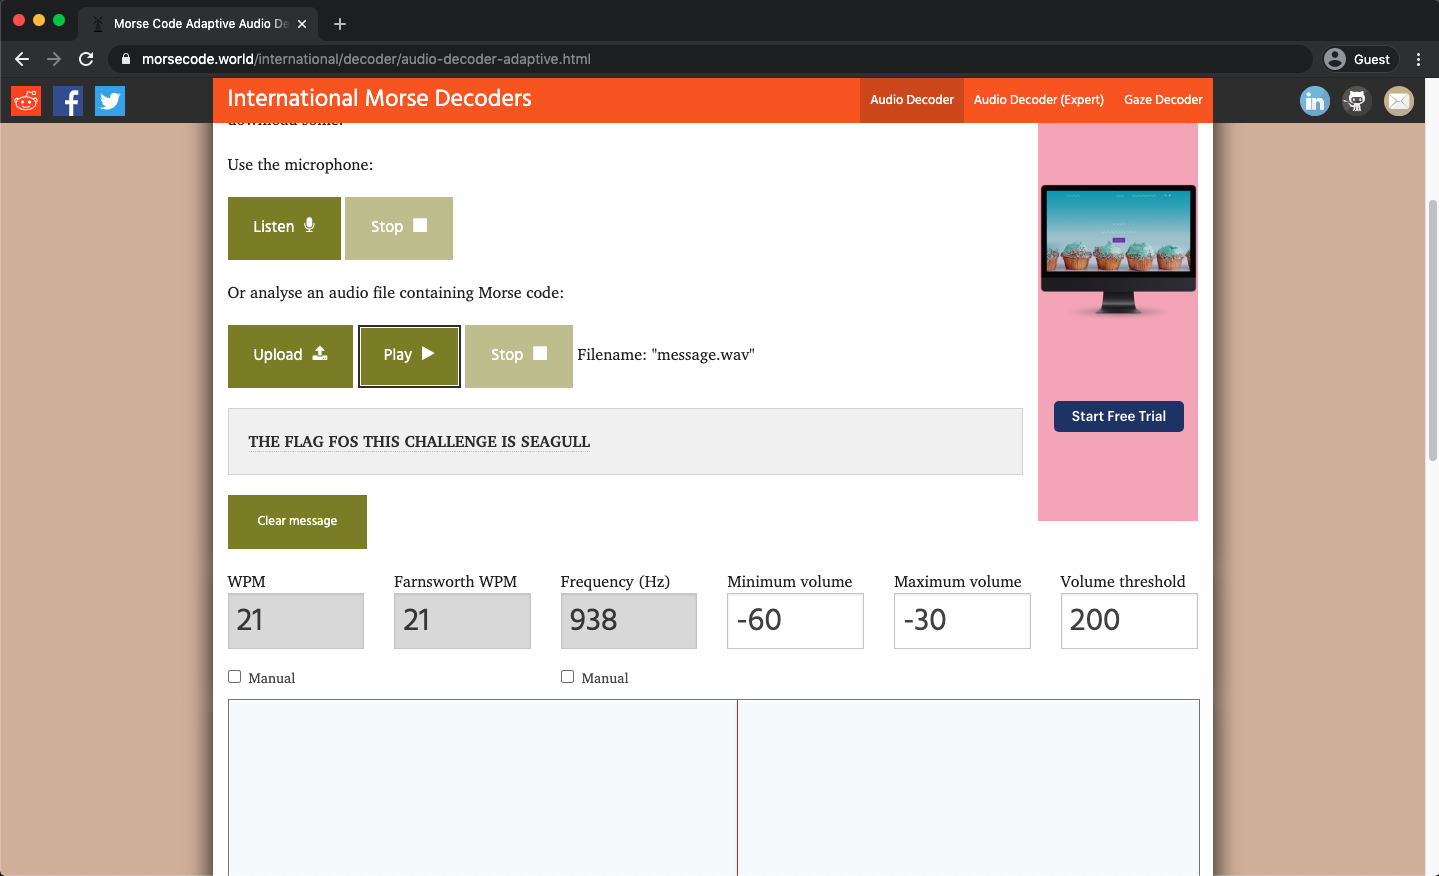 Morse Code Adaptive Audio De
morsecode.world/international/decoder/audio-decoder-adaptive.html
Guest
International Morse Decoders
Audio Decoder
Audio Decoder (Expert)
Gaze Decoder
download some.
Use the microphone:
Listen
Stop
Or analyse an audio file containing Morse code:
Upload
Play
Stop
Filename: "message.wav"
THE FLAG FOS THIS CHALLENGE IS SEAGULL
Start Free Trial
Clear message
WPM
Farnsworth WPM
Frequency (Hz)
Minimum volume
Maximum volume
Volume threshold
21
21
938
-60
-30
200
Manual
Manual